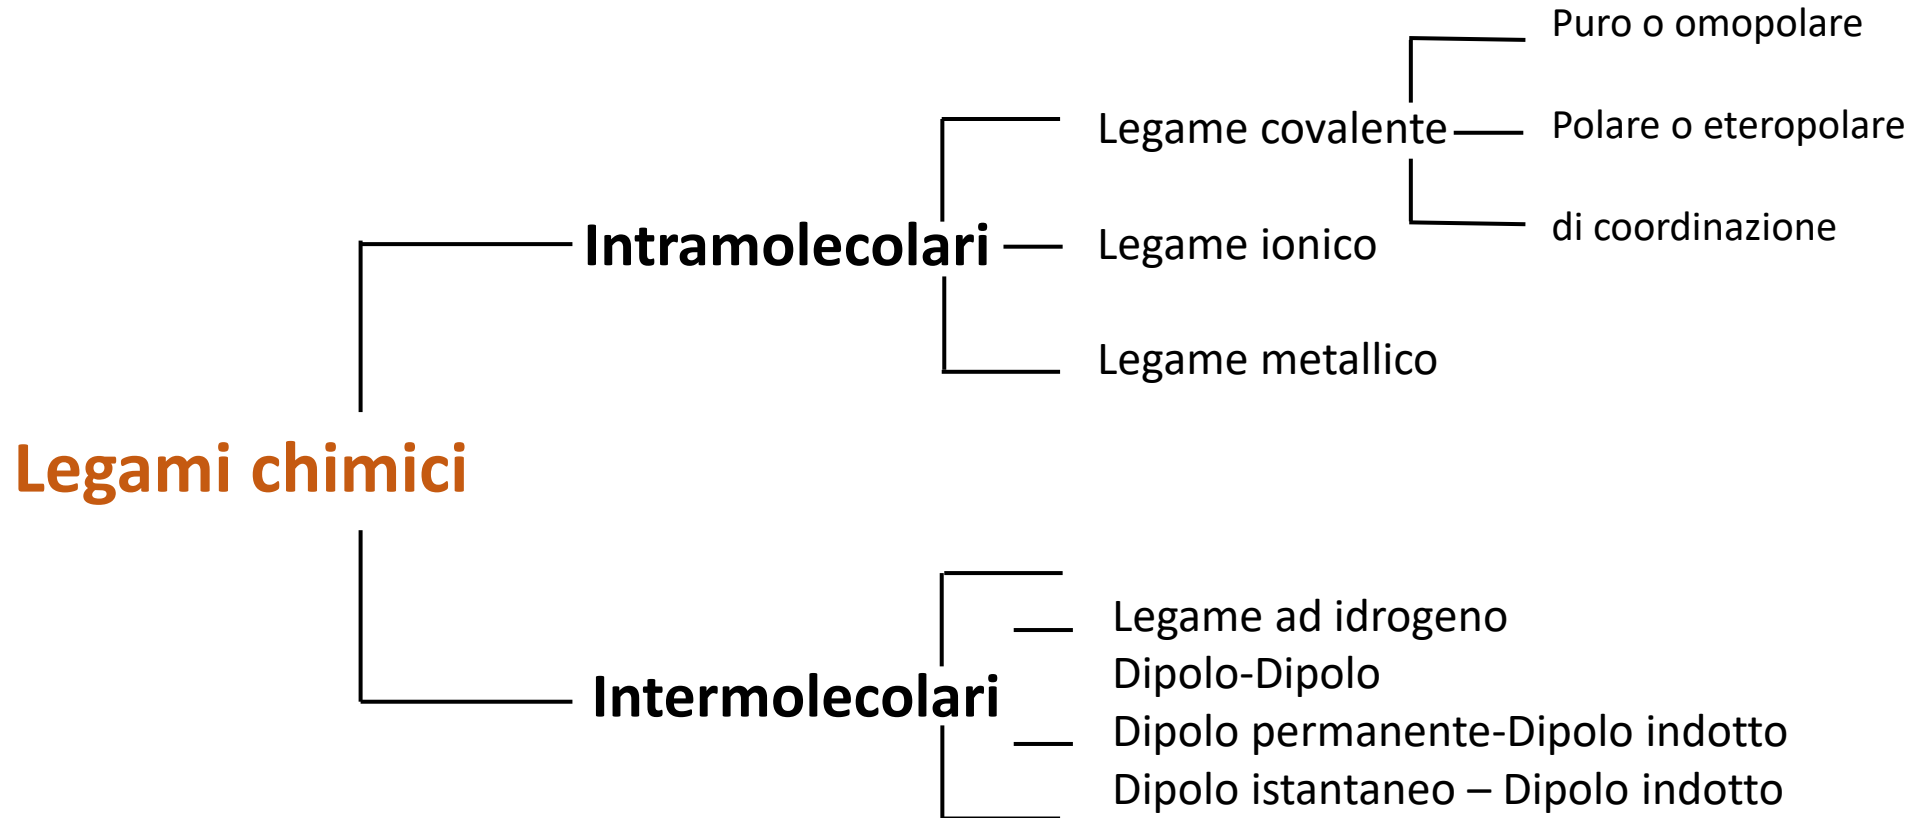 Puro o omopolare
Legame covalente
Polare o eteropolare
di coordinazione
Intramolecolari
Legame ionico
Legame metallico
Legami chimici
Intermolecolari
Legame ad idrogeno
Dipolo-Dipolo
Dipolo permanente-Dipolo indotto
Dipolo istantaneo – Dipolo indotto